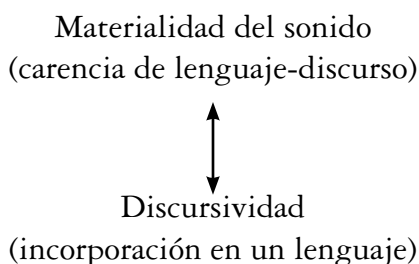 Materialidad del sonido
(carencia de lenguaje-discurso)
Discursividad
(incorporación en un lenguaje)